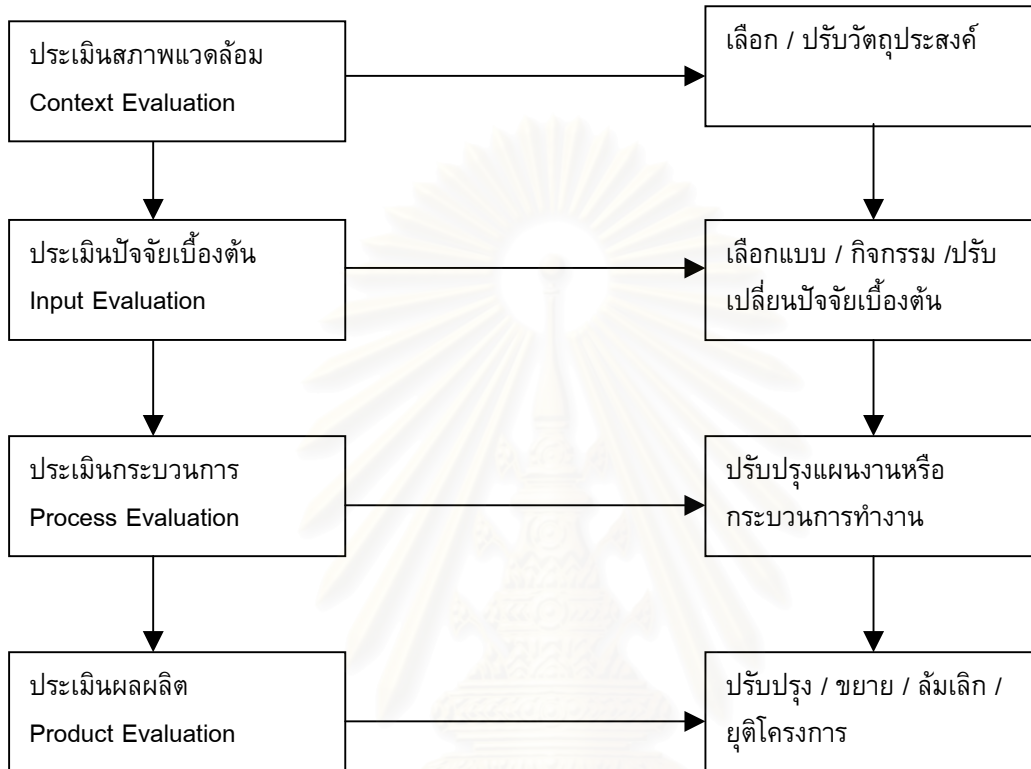 ประเมินสภาพแวดล้อม
Context Evaluation
เลือก / ปรับวัตถุประสงค์
ประเมินปัจจัยเบื้องต้น
Input Evaluation
เลือกแบบ / กิจกรรม /ปรับ
เปลี่ยนปัจจัยเบื้องต้น
ประเมินกระบวนการ
Process Evaluation
ปรับปรุงแผนงานหรือ
กระบวนการทำงาน
ประเมินผลผลิต
Product Evaluation
ปรับปรุง / ขยาย / ล้มเลิก /
ยุติโครงการ